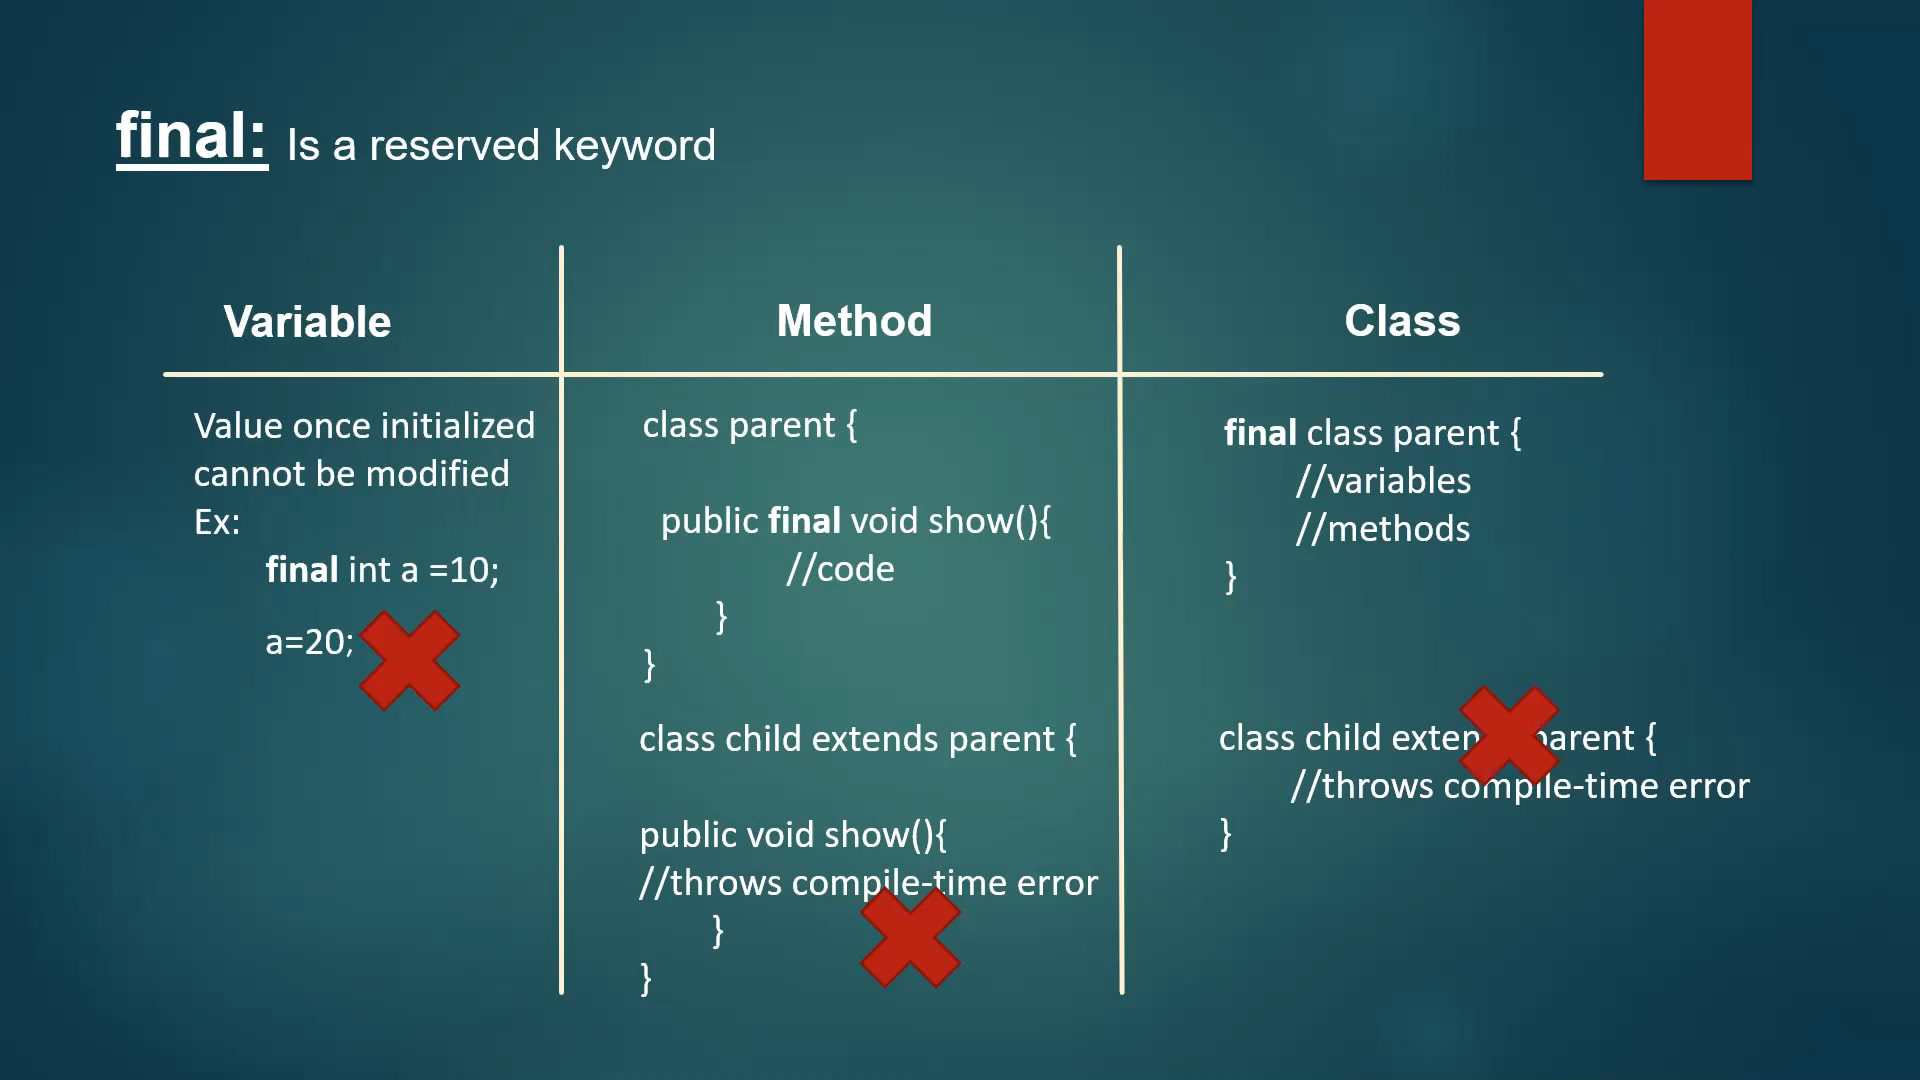 final: Is a reserved keyword
Variable
Value once initialized
cannot be modified
Ex:
final int a =10;
a=20;
Method
class parent {
public final void show(){
//code
}
}
class child extends parent {
public void show(){
//throws compile-time error
}
}
Class
final class parent {
//variables
//methods
}
class child extends parent {
//throws compile-time error
}